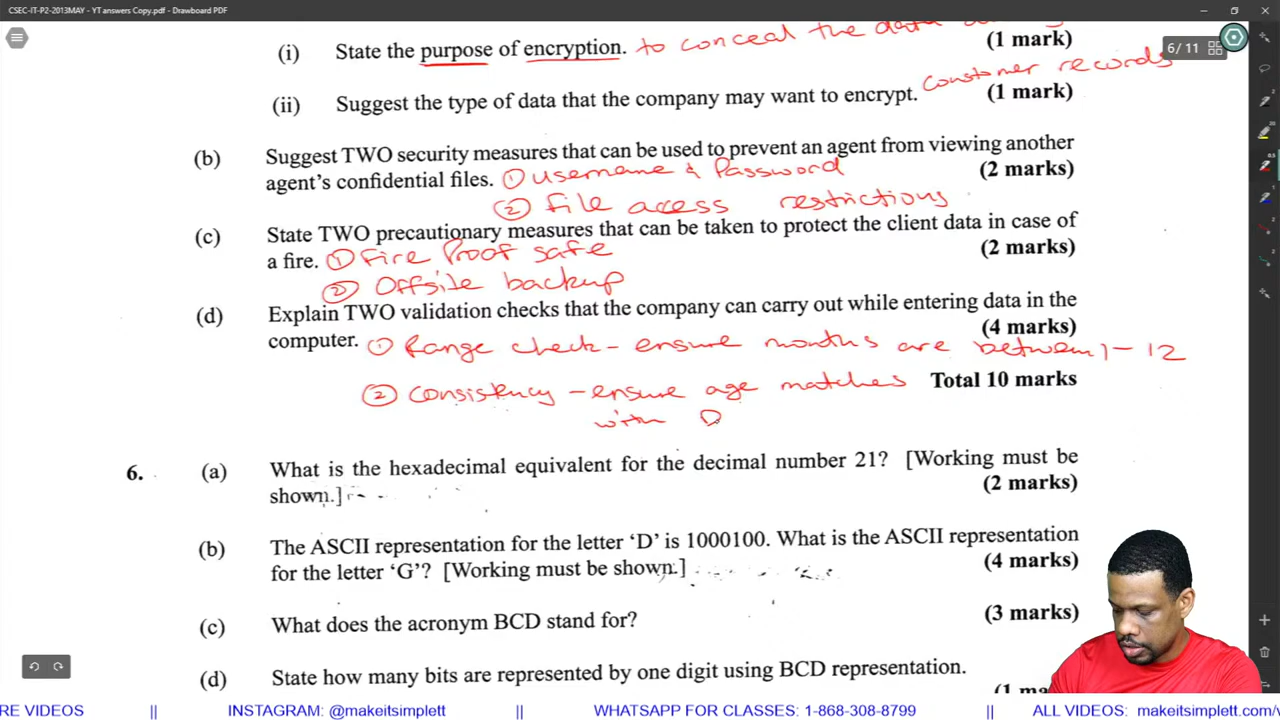 CSEC-IT-P2-2013MAY - YT answers Copy.pdf - Drawboard PDF
6 / 11
(i) State the purpose of encryption. to conceal the data (1 mark)
(ii) Suggest the type of data that the company may want to encrypt. constomer records (1 mark)
(b) Suggest TWO security measures that can be used to prevent an agent from viewing another
agent's confidential files. ① username & Password (2 marks)
② file access restrictions
(c) State TWO precautionary measures that can be taken to protect the client data in case of
a fire. ① Fire Proof safe (2 marks)
② Offsite backup
(d) Explain TWO validation checks that the company can carry out while entering data in the
computer. ① Range check - ensure months are between 1 - 12 (4 marks)
② consistency - ensure age matches Total 10 marks
with D
6. (a) What is the hexadecimal equivalent for the decimal number 21? [Working must be
shown.] (2 marks)
(b) The ASCII representation for the letter 'D' is 1000100. What is the ASCII representation
for the letter 'G'? [Working must be shown.] (4 marks)
(c) What does the acronym BCD stand for? (3 marks)
(d) State how many bits are represented by one digit using BCD representation.
(1
RE VIDEOS || INSTAGRAM: @makeitsimplett || WHATSAPP FOR CLASSES: 1-868-308-8799 || ALL VIDEOS: makeitsimplett.com/v